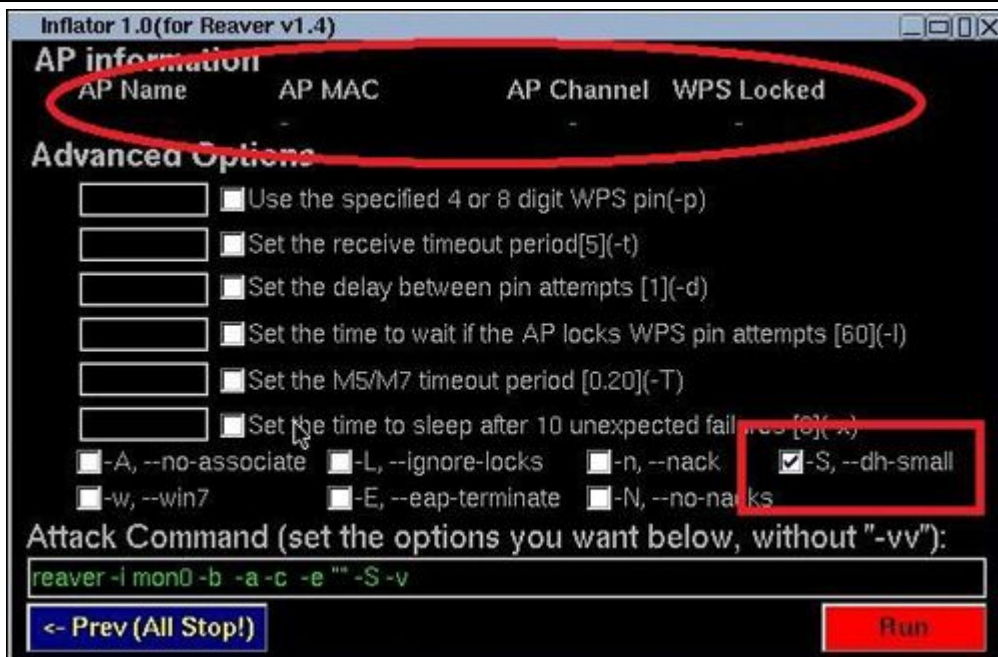 Inflator 1.0(for Reaver v1.4)
AP information
AP Name AP MAC AP Channel WPS Locked
- - -
Advanced Options
Use the specified 4 or 8 digit WPS pin(-p)
Set the receive timeout period[5](-t)
Set the delay between pin attempts [1](-d)
Set the time to wait if the AP locks WPS pin attempts [60](-l)
Set the M5/M7 timeout period [0.20](-T)
Set the time to sleep after 10 unexpected failures [0](-x)
-A, --no-associate -L, --ignore-locks -n, --nack -S, --dh-small
-w, --win7 -E, --eap-terminate -N, --no-nacks
Attack Command (set the options you want below, without "-vv"):
reaver -i mon0 -b -a -c -e "" -S -v
<- Prev (All Stop!) Run